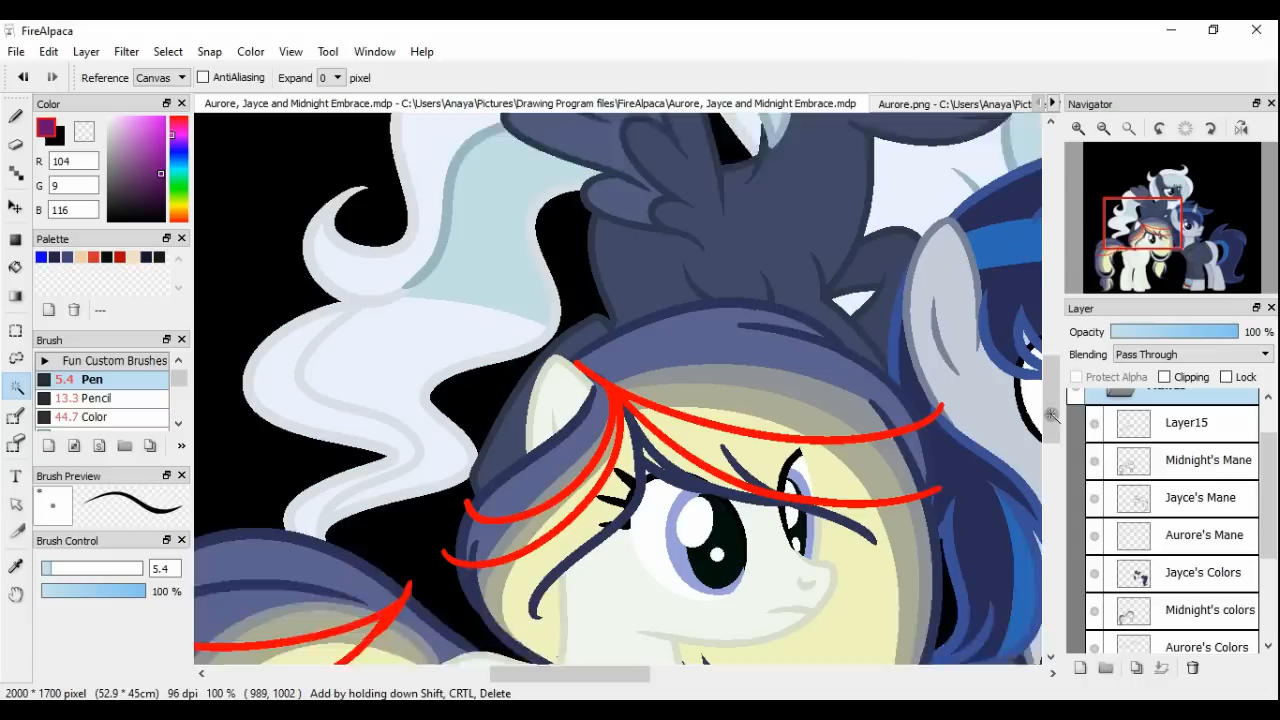 FireAlpaca
File Edit Layer Filter Select Snap Color View Tool Window Help
Reference Canvas AntiAliasing Expand 0 pixel
Color
R 104
G 9
B 116
Palette
---
Brush
Fun Custom Brushes
5.4 Pen
13.3 Pencil
44.7 Color
Brush Preview
Brush Control
5.4
100 %
Aurore, Jayce and Midnight Embrace.mdp - C:\Users\Anaya\Pictures\Drawing Program files\FireAlpaca\Aurore, Jayce and Midnight Embrace.mdp
Aurore.png - C:\Users\Anaya\Pict
Navigator
Layer
Opacity 100 %
Blending Pass Through
Protect Alpha Clipping Lock
Layer15
Midnight's Mane
Jayce's Mane
Aurore's Mane
Jayce's Colors
Midnight's colors
Aurore's Colors
2000 * 1700 pixel (52.9 * 45cm) 96 dpi 100 % ( 989, 1002 ) Add by holding down Shift, CRTL, Delete